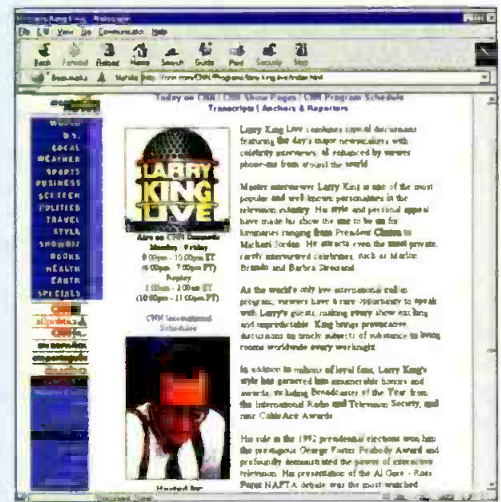 Larry King Live - Netscape
File Edit View Go Communicator Help
Back Forward Reload Home Search Guide Print Security Stop
Bookmarks
Today on CNN | CNN Show Pages | CNN Program Schedule
Transcripts | Anchors & Reporters
WORLD
U.S.
LOCAL
WEATHER
SPORTS
BUSINESS
SCI-TECH
POLITICS
TRAVEL
STYLE
SHOWBIZ
BOOKS
HEALTH
EARTH
SPECIALS
LARRY
KING
LIVE
Airs on CNN Domestic
Monday - Friday
9:00pm - 10:00pm ET
(6:00pm - 7:00pm PT)
Replay
1:00am - 2:00am ET
(10:00pm - 11:00pm PT)
CNN International
Schedules
Hosted by
Larry King Live combines topical discussions
featuring the day's major newsmakers with
celebrity interviews, all enhanced by viewer
phone-ins from around the world.
Master interviewer Larry King is one of the most
popular and well-known personalities in the
television industry. His style and personal appeal
have made his show the one to be on for
luminaries ranging from President Clinton to
Michael Jordan. He attracts even the most private,
rarely interviewed celebrities, such as Marlon
Brando and Barbra Streisand.
As the world's only live international call-in
program, viewers have a rare opportunity to speak
with Larry's guests, making every show exciting
and unpredictable. King brings provocative
discussions on timely subjects of substance to living
rooms worldwide every weeknight.
In addition to millions of loyal fans, Larry King's
style has garnered him innumerable honors and
awards, including Broadcaster of the Year from
the International Radio and Television Society, and
nine CableAce Awards.
His role in the 1992 presidential elections won him
the prestigious George Foster Peabody Award and
profoundly demonstrated the power of interactive
television. His presentation of the Al Gore - Ross
Perot NAFTA debate was the most watched